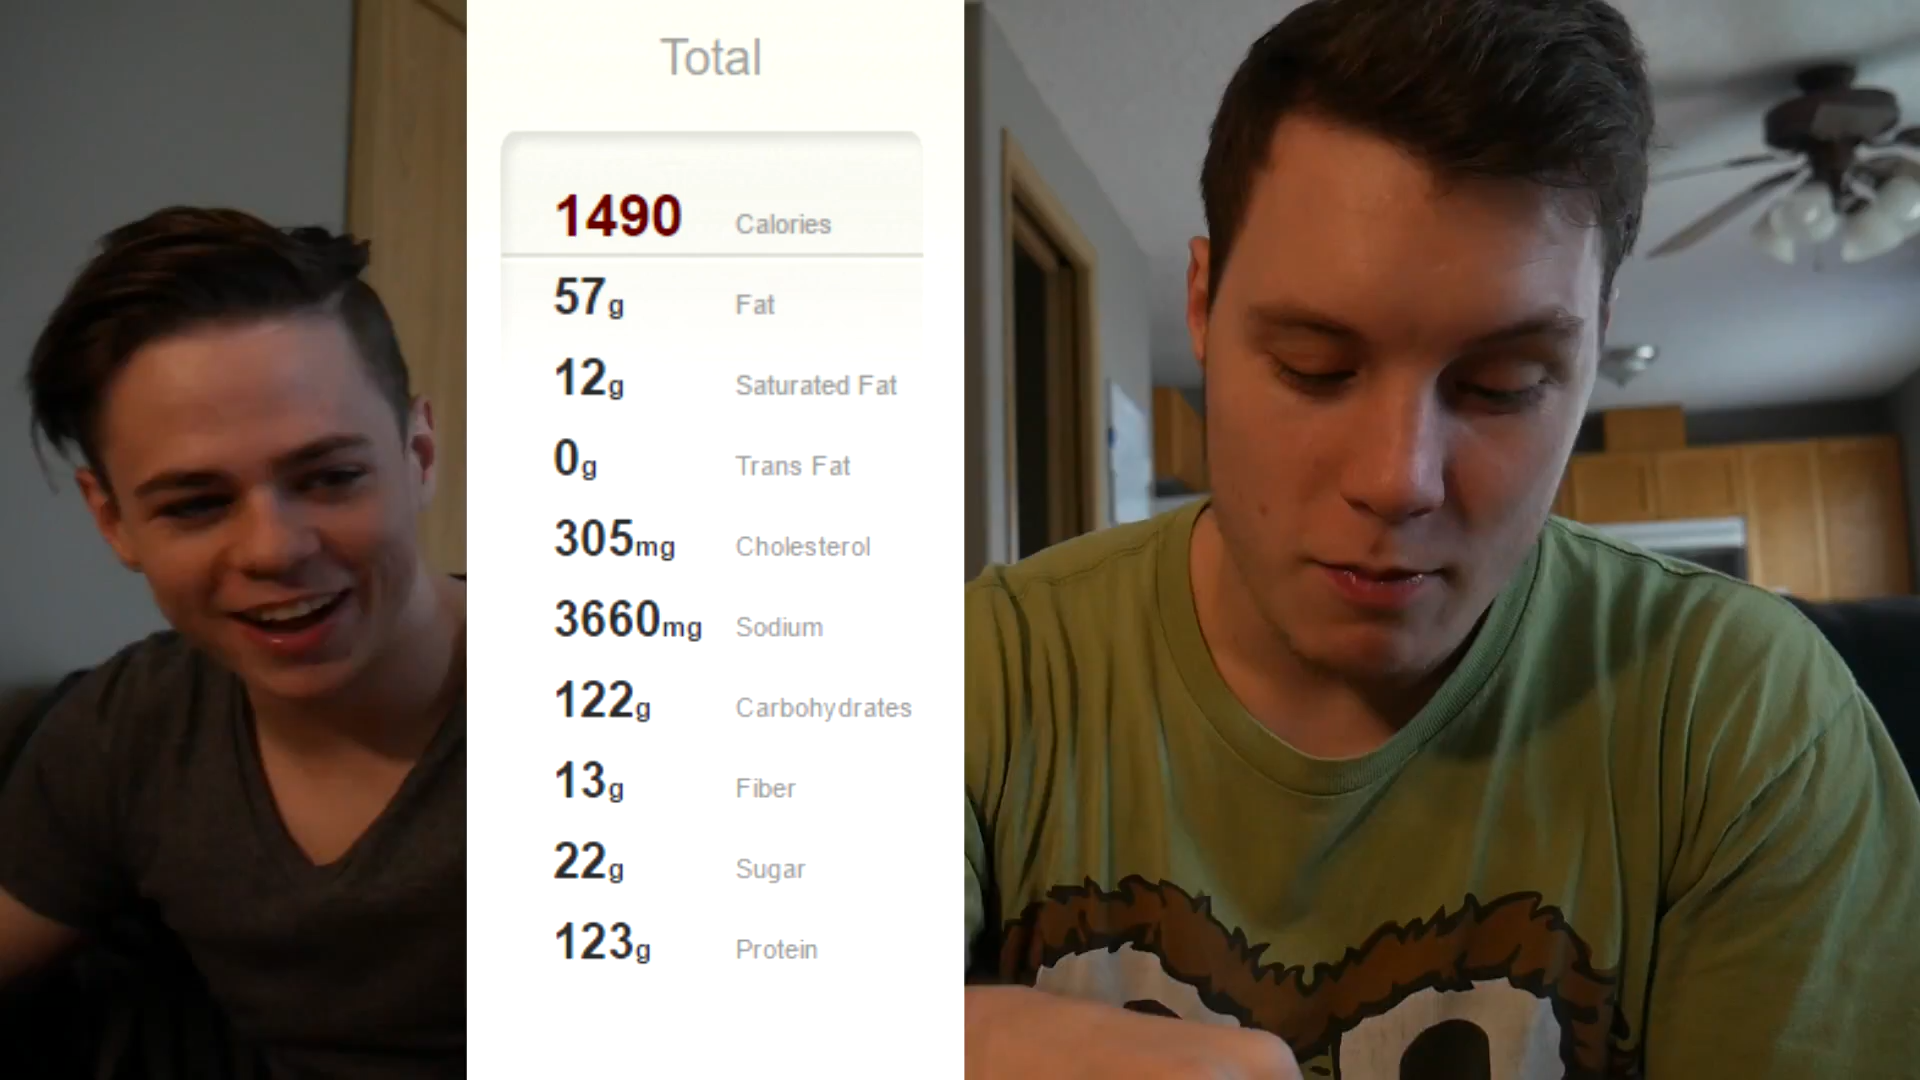 Total
1490 Calories
57g Fat
12g Saturated Fat
0g Trans Fat
305mg Cholesterol
3660mg Sodium
122g Carbohydrates
13g Fiber
22g Sugar
123g Protein